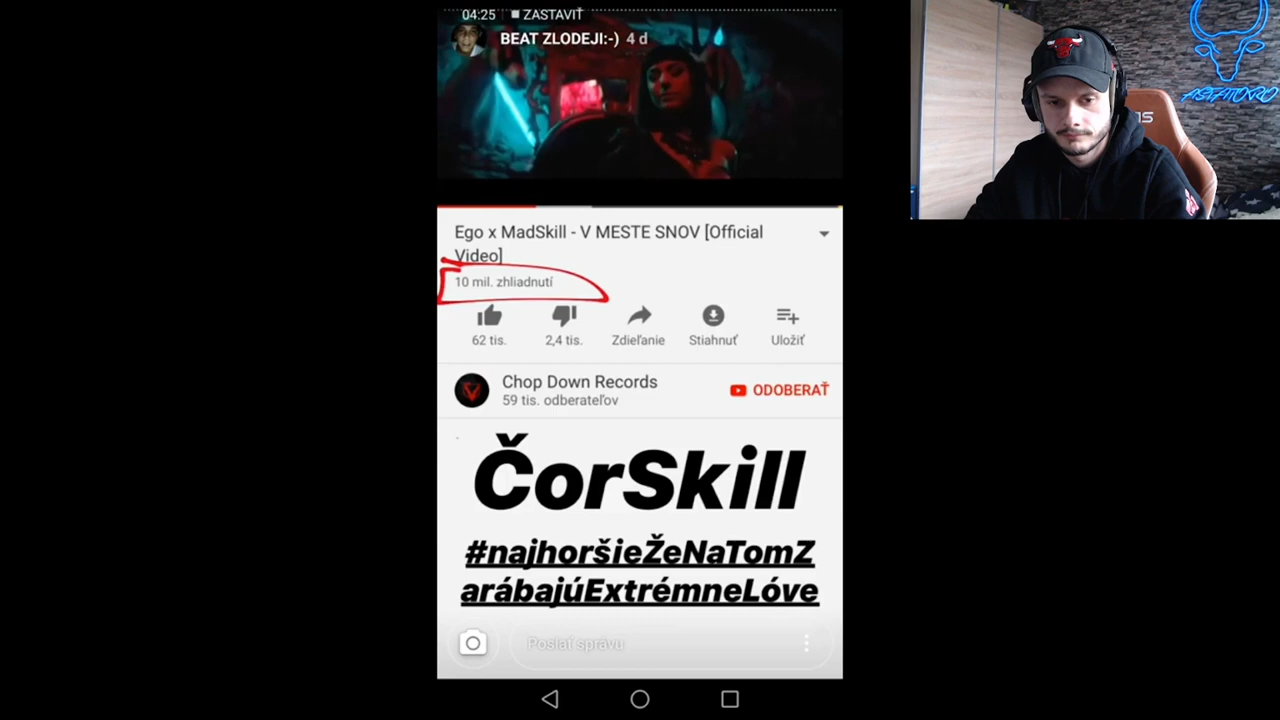 04:25 ZASTAVIŤ
BEAT ZLODEJI:-) 4 d
Ego x MadSkill - V MESTE SNOV [Official
Video]
10 mil. zhliadnutí
62 tis. 2,4 tis. Zdieľanie Stiahnuť Uložiť
Chop Down Records
59 tis. odberateľov
ODOBERAŤ
ČorSkill
#najhoršieŽeNaTomZ
arábajúExtrémneLóve
Poslať správu